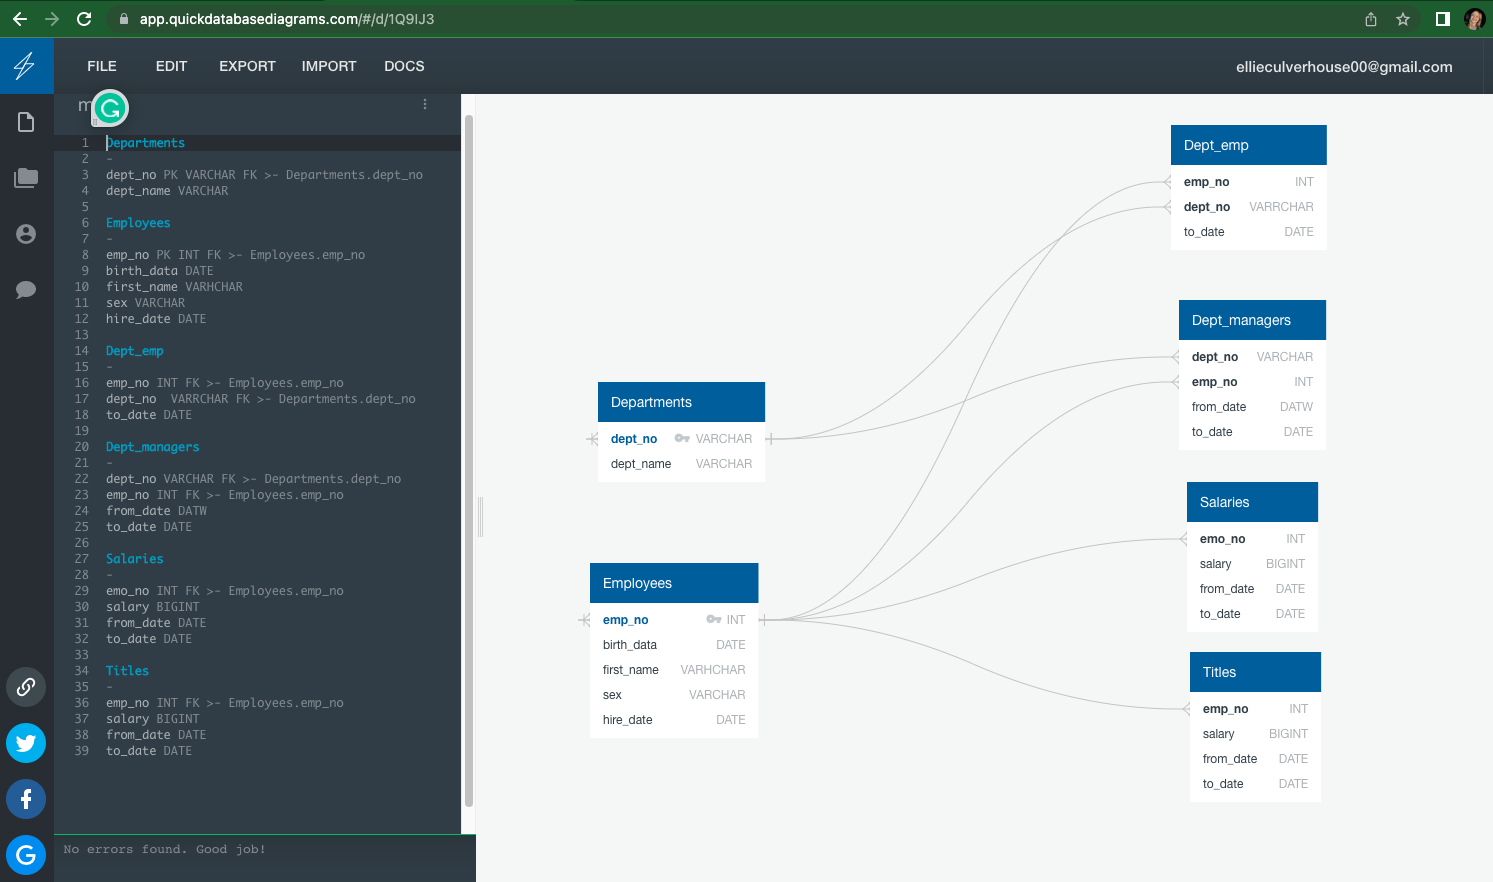 app.quickdatabasediagrams.com/#/d/1Q9IJ3
FILE EDIT EXPORT IMPORT DOCS
ellieculverhouse00@gmail.com
m
1 Departments
2 -
3 dept_no PK VARCHAR FK >- Departments.dept_no
4 dept_name VARCHAR
5
6 Employees
7 -
8 emp_no PK INT FK >- Employees.emp_no
9 birth_data DATE
10 first_name VARHCHAR
11 sex VARCHAR
12 hire_date DATE
13
14 Dept_emp
15 -
16 emp_no INT FK >- Employees.emp_no
17 dept_no  VARRCHAR FK >- Departments.dept_no
18 to_date DATE
19
20 Dept_managers
21 -
22 dept_no VARCHAR FK >- Departments.dept_no
23 emp_no INT FK >- Employees.emp_no
24 from_date DATW
25 to_date DATE
26
27 Salaries
28 -
29 emo_no INT FK >- Employees.emp_no
30 salary BIGINT
31 from_date DATE
32 to_date DATE
33
34 Titles
35 -
36 emp_no INT FK >- Employees.emp_no
37 salary BIGINT
38 from_date DATE
39 to_date DATE
No errors found. Good job!
Departments
dept_no VARCHAR
dept_name VARCHAR
Employees
emp_no INT
birth_data DATE
first_name VARHCHAR
sex VARCHAR
hire_date DATE
Dept_emp
emp_no INT
dept_no VARRCHAR
to_date DATE
Dept_managers
dept_no VARCHAR
emp_no INT
from_date DATW
to_date DATE
Salaries
emo_no INT
salary BIGINT
from_date DATE
to_date DATE
Titles
emp_no INT
salary BIGINT
from_date DATE
to_date DATE